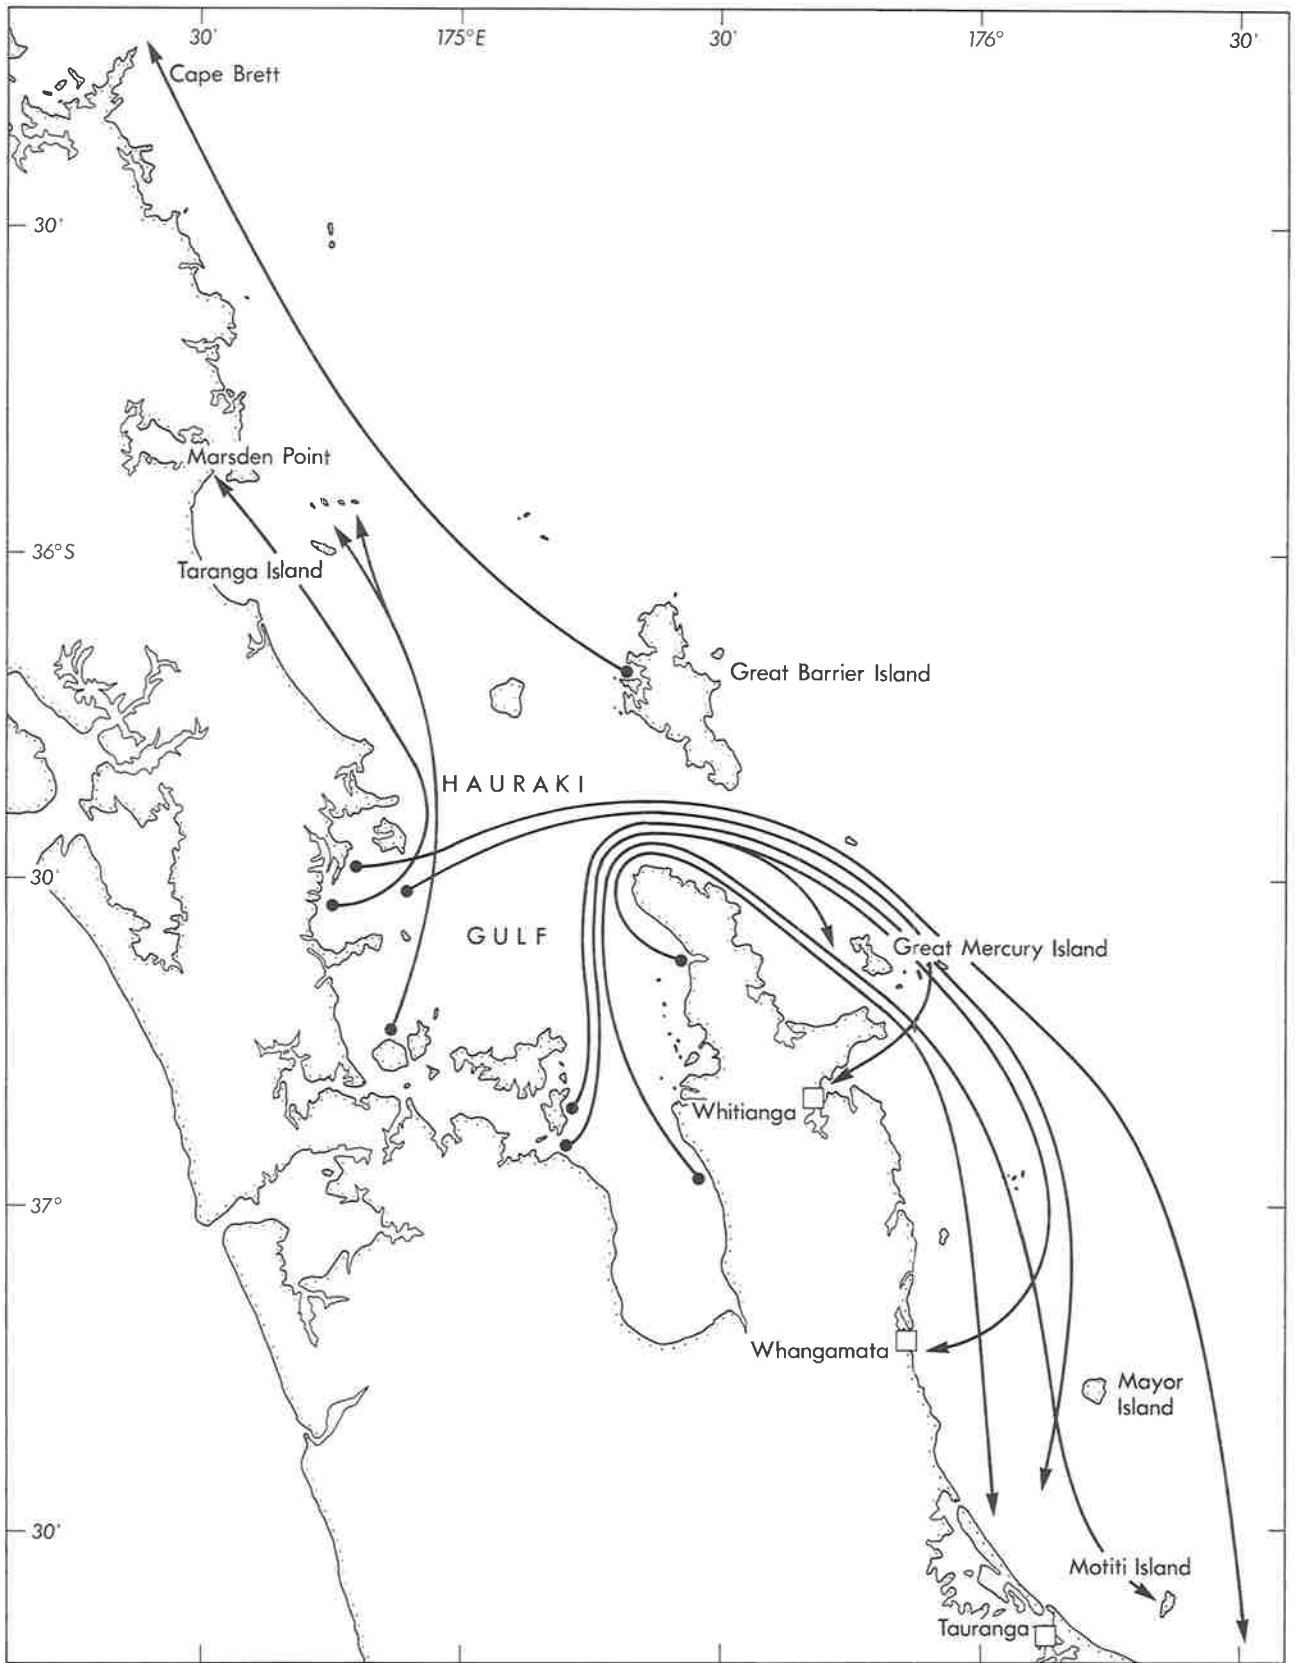 30'
175°E
30'
176°
30'
Cape Brett
30'
Marsden Point
36°S
Taranga Island
Great Barrier Island
HAURAKI
30'
GULF
Great Mercury Island
Whitianga
37°
Whangamata
Mayor
Island
30'
Motiti Island
Tauranga